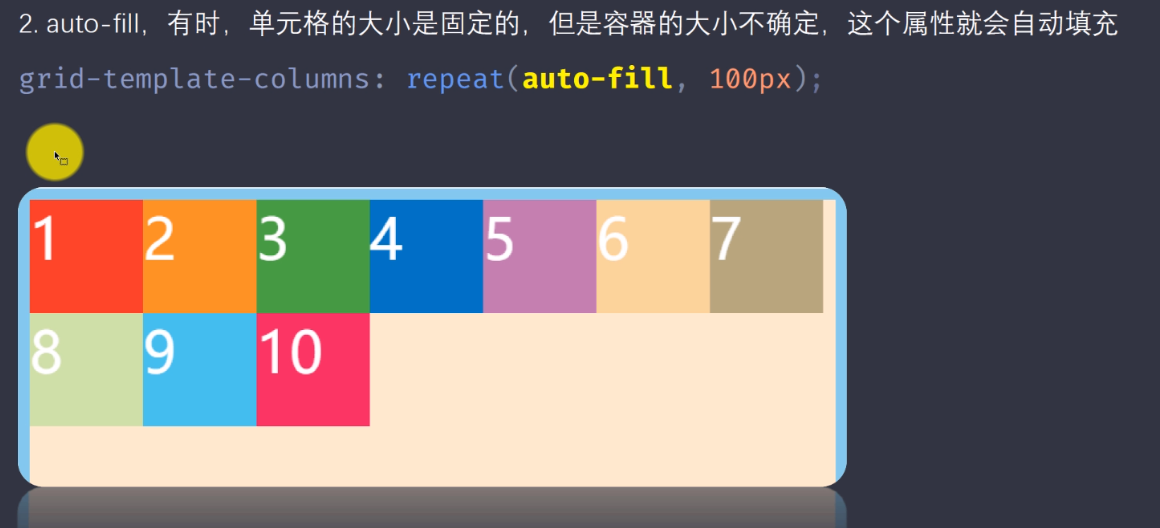 2. auto-fill，有时，单元格的大小是固定的，但是容器的大小不确定，这个属性就会自动填充
grid-template-columns: repeat(auto-fill, 100px);
1 2 3 4 5 6 7
8 9 10